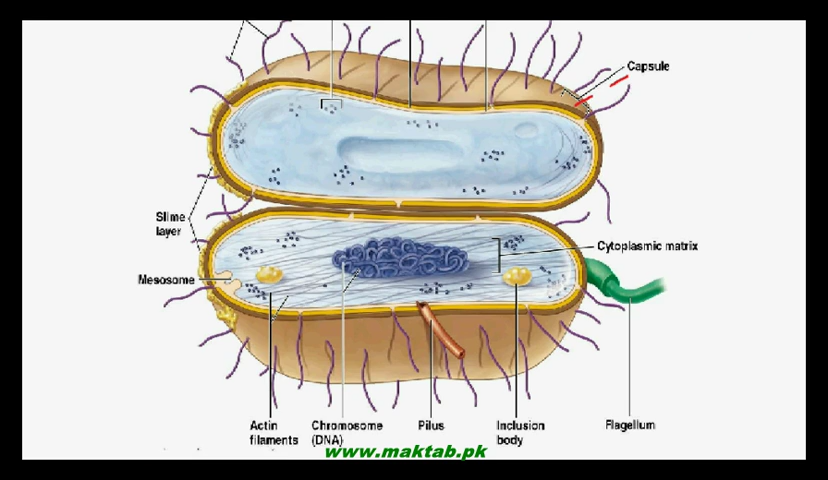 Capsule
Slime
layer
Cytoplasmic matrix
Mesosome
Actin
filaments
Chromosome
(DNA)
Pilus
Inclusion
body
Flagellum
www.maktab.pk